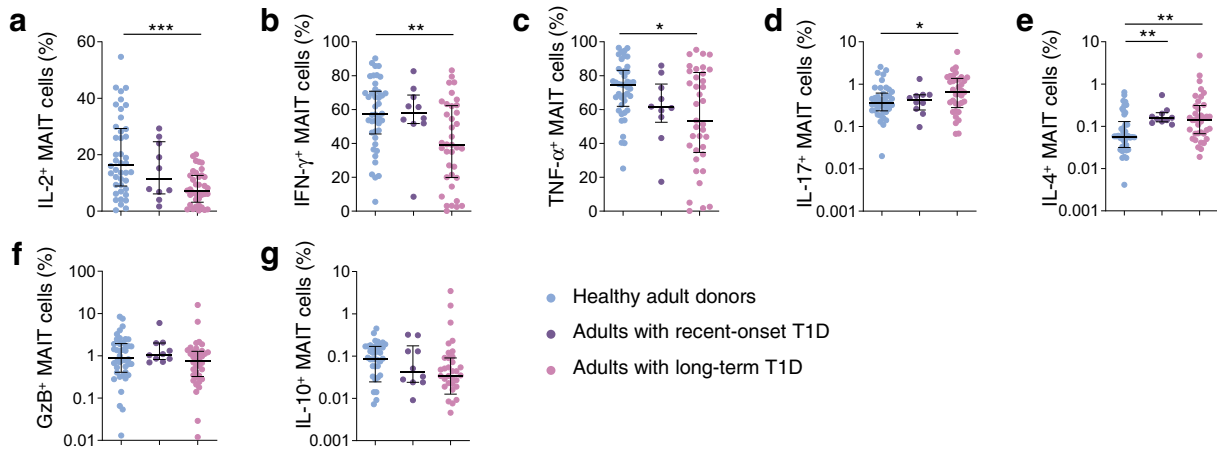 a
***
IL-2⁺ MAIT cells (%)
60
40
20
0
b
**
IFN-γ⁺ MAIT cells (%)
100
80
60
40
20
0
c
*
TNF-α⁺ MAIT cells (%)
100
80
60
40
20
0
d
*
IL-17⁺ MAIT cells (%)
10
1
0.1
0.01
0.001
e
**
**
IL-4⁺ MAIT cells (%)
10
1
0.1
0.01
0.001
f
GzB⁺ MAIT cells (%)
100
10
1
0.1
0.01
g
IL-10⁺ MAIT cells (%)
10
1
0.1
0.01
0.001
Healthy adult donors
Adults with recent-onset T1D
Adults with long-term T1D